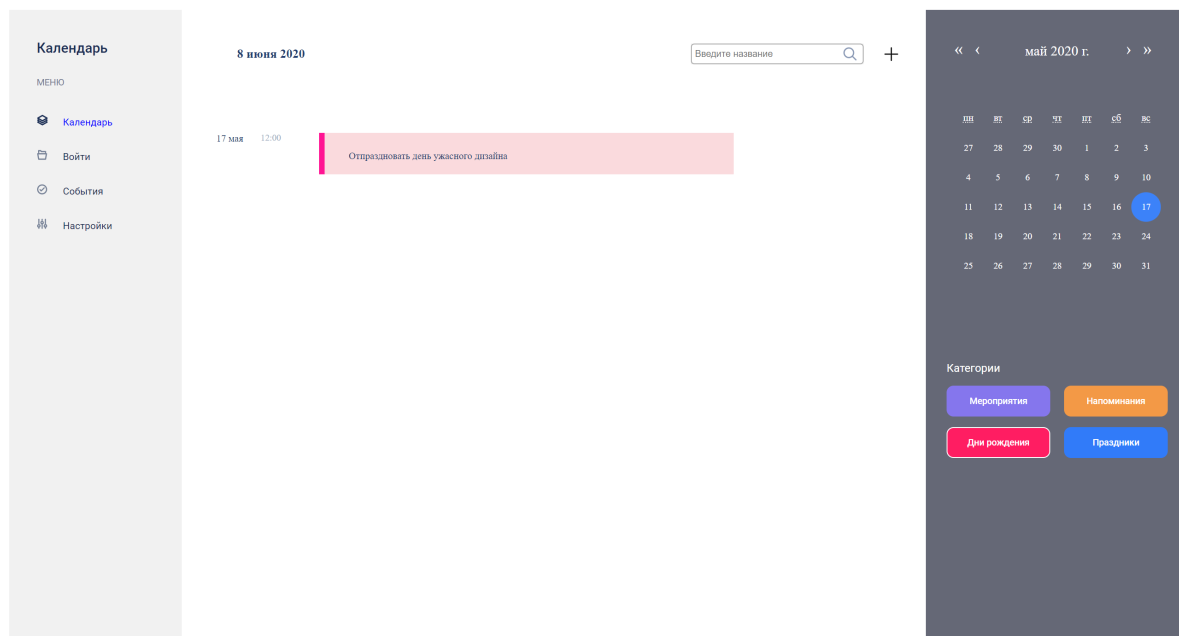 Календарь
МЕНЮ
Календарь
Войти
События
Настройки
8 июня 2020
Введите название
17 мая 12:00
Отпраздновать день ужасного дизайна
« ‹ май 2020 г. › »
пн вт ср чт пт сб вс
27 28 29 30 1 2 3
4 5 6 7 8 9 10
11 12 13 14 15 16 17
18 19 20 21 22 23 24
25 26 27 28 29 30 31
Категории
Мероприятия Напоминания
Дни рождения Праздники